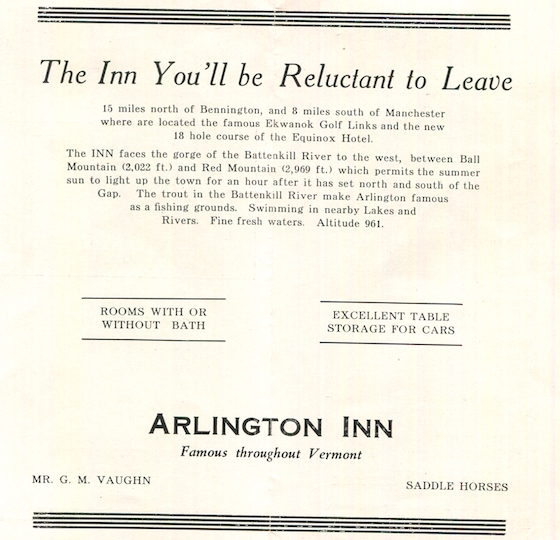 The Inn You'll be Reluctant to Leave
15 miles north of Bennington, and 8 miles south of Manchester
where are located the famous Ekwanok Golf Links and the new
18 hole course of the Equinox Hotel.
The INN faces the gorge of the Battenkill River to the west, between Ball
Mountain (2,022 ft.) and Red Mountain (2,969 ft.) which permits the summer
sun to light up the town for an hour after it has set north and south of the
Gap. The trout in the Battenkill River make Arlington famous
as a fishing grounds. Swimming in nearby Lakes and
Rivers. Fine fresh waters. Altitude 961.
ROOMS WITH OR
WITHOUT BATH
EXCELLENT TABLE
STORAGE FOR CARS
ARLINGTON INN
Famous throughout Vermont
MR. G. M. VAUGHN
SADDLE HORSES